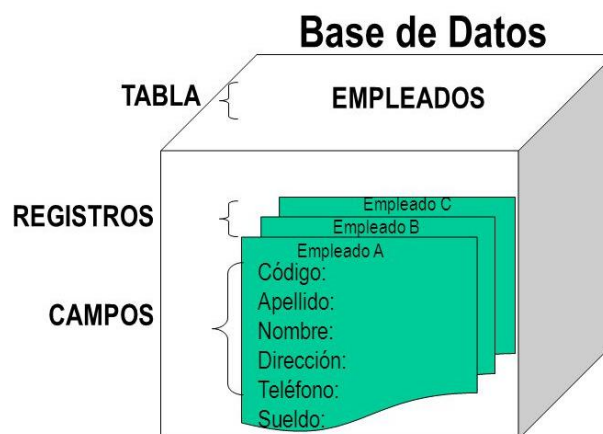 Base de Datos
TABLA
EMPLEADOS
REGISTROS
Empleado C
Empleado B
Empleado A
CAMPOS
Código:
Apellido:
Nombre:
Dirección:
Teléfono:
Sueldo: